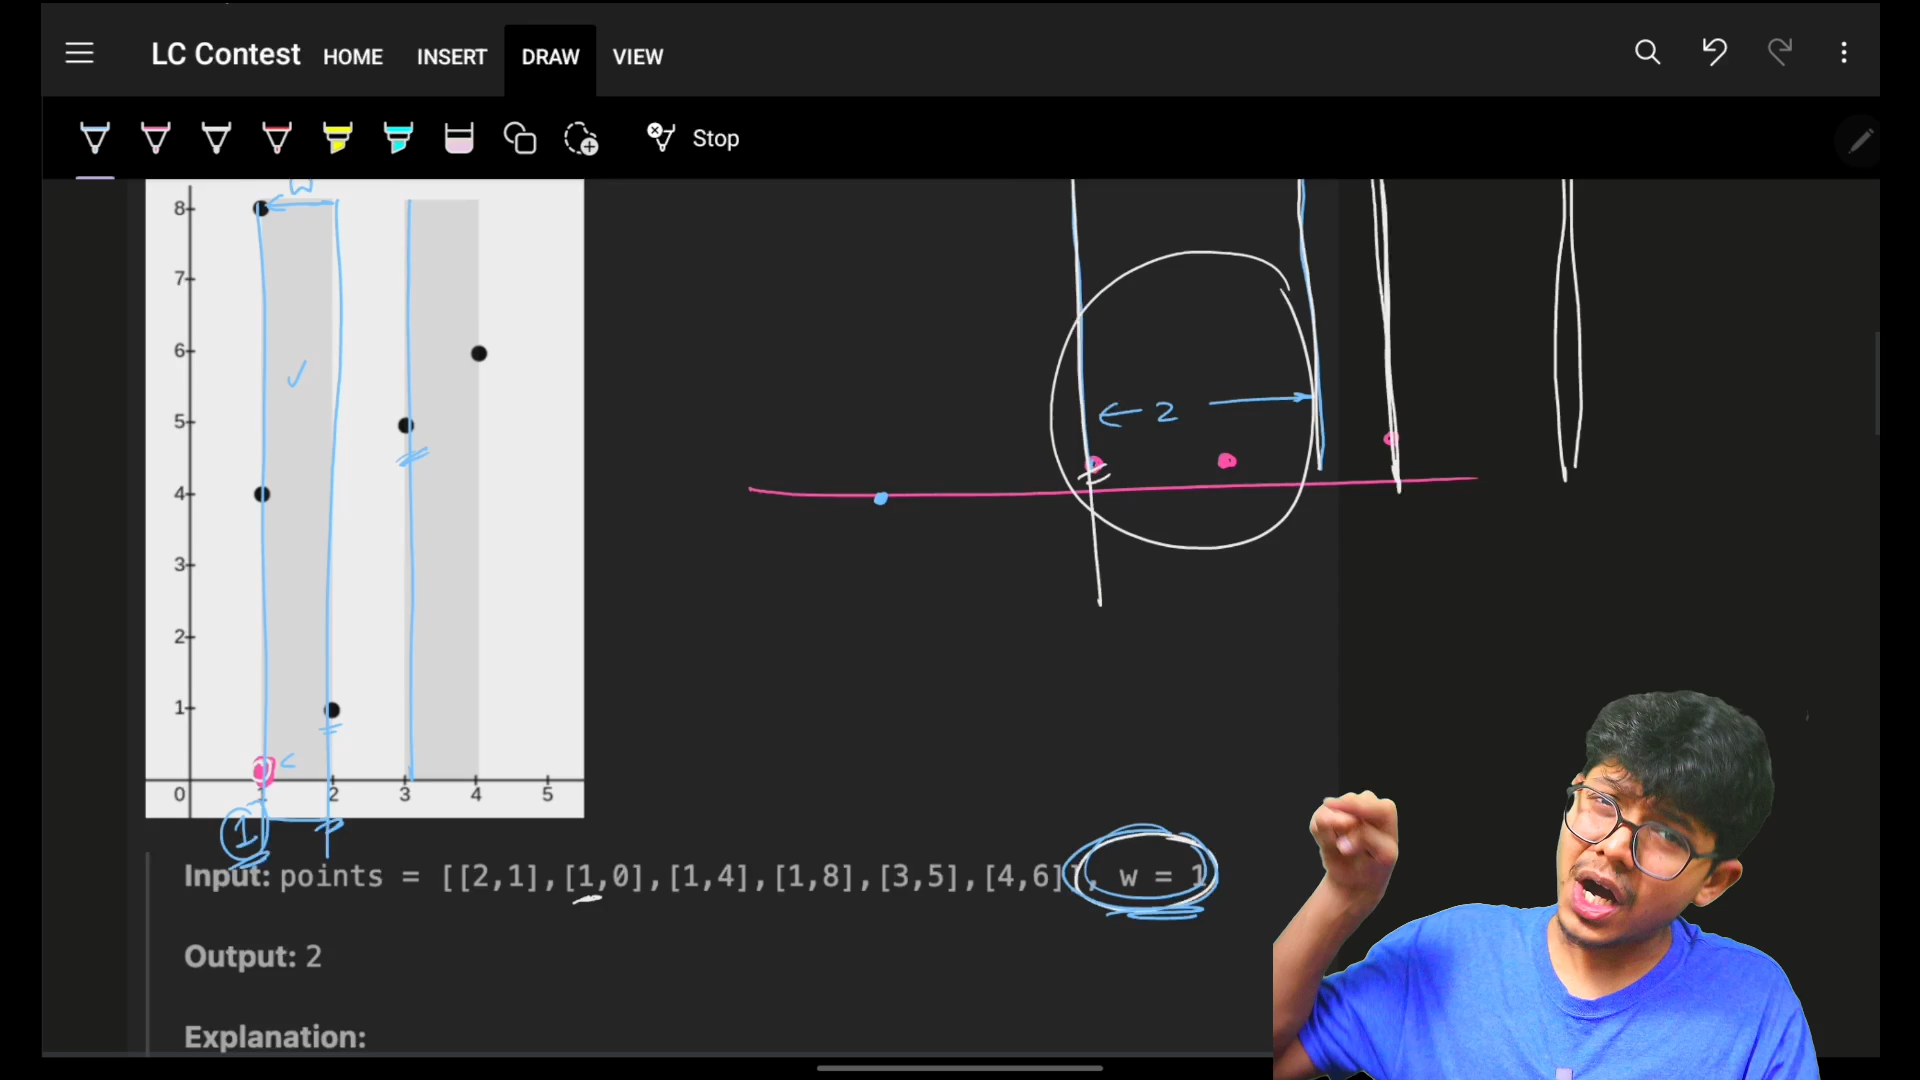 LC Contest HOME INSERT DRAW VIEW
Stop
W
8
7
6
5
4
3
2
1
0 2 3 4 5
2
1
Input: points = [[2,1],[1,0],[1,4],[1,8],[3,5],[4,6]], w = 1
Output: 2
Explanation: